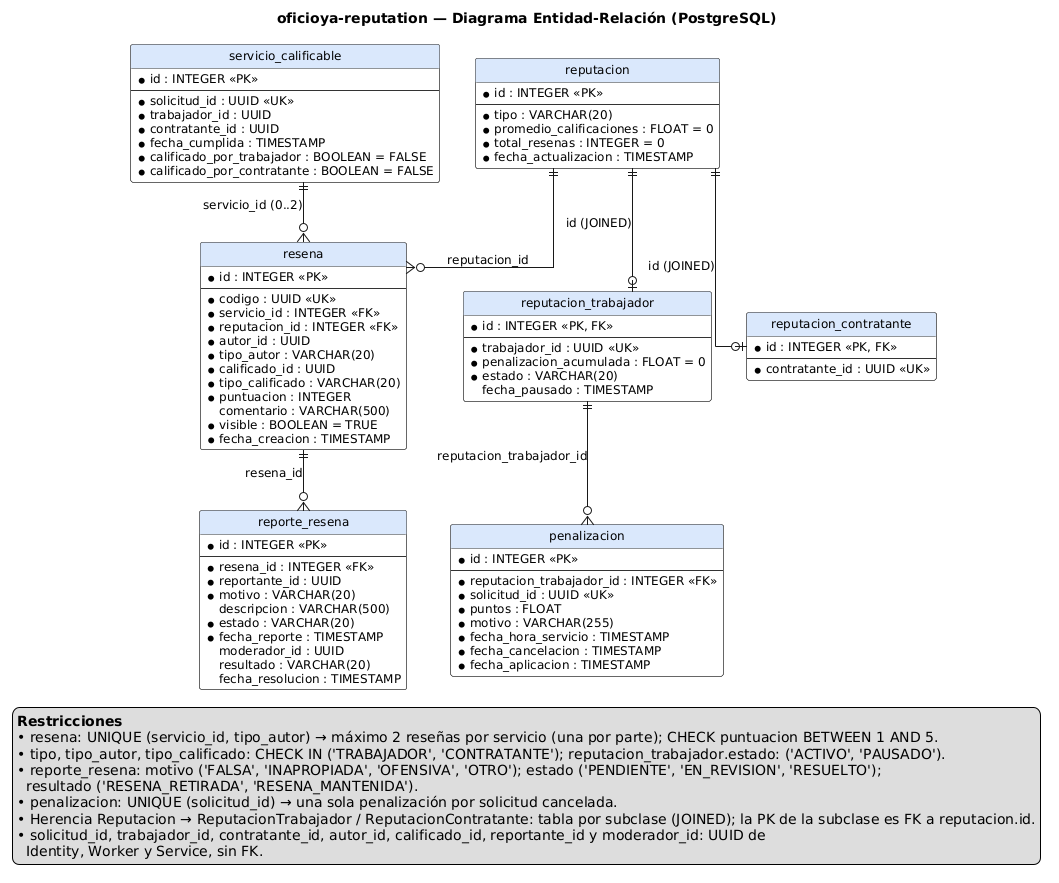 oficioya-reputation — Diagrama Entidad-Relación (PostgreSQL)
servicio_calificable
● id : INTEGER «PK»
● solicitud_id : UUID «UK»
● trabajador_id : UUID
● contratante_id : UUID
● fecha_cumplida : TIMESTAMP
● calificado_por_trabajador : BOOLEAN = FALSE
● calificado_por_contratante : BOOLEAN = FALSE
reputacion
● id : INTEGER «PK»
● tipo : VARCHAR(20)
● promedio_calificaciones : FLOAT = 0
● total_resenas : INTEGER = 0
● fecha_actualizacion : TIMESTAMP
servicio_id (0..2)
id (JOINED)
reputacion_id
id (JOINED)
resena
● id : INTEGER «PK»
● codigo : UUID «UK»
● servicio_id : INTEGER «FK»
● reputacion_id : INTEGER «FK»
● autor_id : UUID
● tipo_autor : VARCHAR(20)
● calificado_id : UUID
● tipo_calificado : VARCHAR(20)
● puntuacion : INTEGER
comentario : VARCHAR(500)
● visible : BOOLEAN = TRUE
● fecha_creacion : TIMESTAMP
reputacion_trabajador
● id : INTEGER «PK, FK»
● trabajador_id : UUID «UK»
● penalizacion_acumulada : FLOAT = 0
● estado : VARCHAR(20)
fecha_pausado : TIMESTAMP
reputacion_contratante
● id : INTEGER «PK, FK»
● contratante_id : UUID «UK»
resena_id
reputacion_trabajador_id
reporte_resena
● id : INTEGER «PK»
● resena_id : INTEGER «FK»
● reportante_id : UUID
● motivo : VARCHAR(20)
descripcion : VARCHAR(500)
● estado : VARCHAR(20)
● fecha_reporte : TIMESTAMP
moderador_id : UUID
resultado : VARCHAR(20)
fecha_resolucion : TIMESTAMP
penalizacion
● id : INTEGER «PK»
● reputacion_trabajador_id : INTEGER «FK»
● solicitud_id : UUID «UK»
● puntos : FLOAT
● motivo : VARCHAR(255)
● fecha_hora_servicio : TIMESTAMP
● fecha_cancelacion : TIMESTAMP
● fecha_aplicacion : TIMESTAMP
Restricciones
• resena: UNIQUE (servicio_id, tipo_autor) → máximo 2 reseñas por servicio (una por parte); CHECK puntuacion BETWEEN 1 AND 5.
• tipo, tipo_autor, tipo_calificado: CHECK IN ('TRABAJADOR', 'CONTRATANTE'); reputacion_trabajador.estado: ('ACTIVO', 'PAUSADO').
• reporte_resena: motivo ('FALSA', 'INAPROPIADA', 'OFENSIVA', 'OTRO'); estado ('PENDIENTE', 'EN_REVISION', 'RESUELTO');
resultado ('RESENA_RETIRADA', 'RESENA_MANTENIDA').
• penalizacion: UNIQUE (solicitud_id) → una sola penalización por solicitud cancelada.
• Herencia Reputacion → ReputacionTrabajador / ReputacionContratante: tabla por subclase (JOINED); la PK de la subclase es FK a reputacion.id.
• solicitud_id, trabajador_id, contratante_id, autor_id, calificado_id, reportante_id y moderador_id: UUID de
Identity, Worker y Service, sin FK.